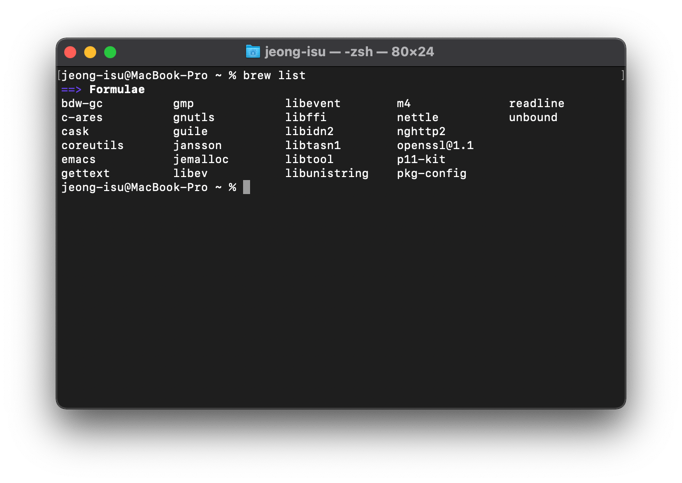 jeong-isu — -zsh — 80×24
[jeong-isu@MacBook-Pro ~ % brew list ]
==> Formulae
bdw-gc gmp libevent m4 readline
c-ares gnutls libffi nettle unbound
cask guile libidn2 nghttp2
coreutils jansson libtasn1 openssl@1.1
emacs jemalloc libtool p11-kit
gettext libev libunistring pkg-config
jeong-isu@MacBook-Pro ~ %